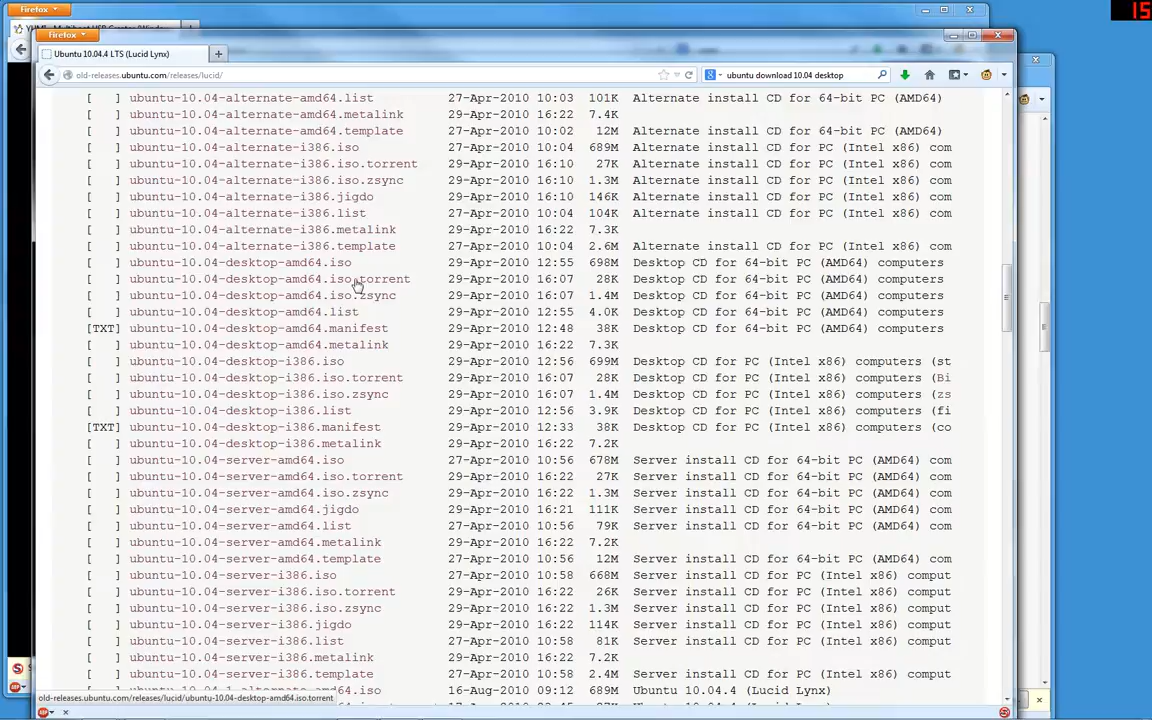 Firefox
15
YUMI - Multiboot USB Creator (Windo
Firefox
Ubuntu 10.04.4 LTS (Lucid Lynx)
old-releases.ubuntu.com/releases/lucid/
ubuntu download 10.04 desktop
[ ] ubuntu-10.04-alternate-amd64.list 27-Apr-2010 10:03 101K Alternate install CD for 64-bit PC (AMD64)
[ ] ubuntu-10.04-alternate-amd64.metalink 29-Apr-2010 16:22 7.4K
[ ] ubuntu-10.04-alternate-amd64.template 27-Apr-2010 10:02 12M Alternate install CD for 64-bit PC (AMD64)
[ ] ubuntu-10.04-alternate-i386.iso 27-Apr-2010 10:04 689M Alternate install CD for PC (Intel x86) com
[ ] ubuntu-10.04-alternate-i386.iso.torrent 29-Apr-2010 16:10 27K Alternate install CD for PC (Intel x86) com
[ ] ubuntu-10.04-alternate-i386.iso.zsync 29-Apr-2010 16:10 1.3M Alternate install CD for PC (Intel x86) com
[ ] ubuntu-10.04-alternate-i386.jigdo 29-Apr-2010 16:10 146K Alternate install CD for PC (Intel x86) com
[ ] ubuntu-10.04-alternate-i386.list 27-Apr-2010 10:04 104K Alternate install CD for PC (Intel x86) com
[ ] ubuntu-10.04-alternate-i386.metalink 29-Apr-2010 16:22 7.3K
[ ] ubuntu-10.04-alternate-i386.template 27-Apr-2010 10:04 2.6M Alternate install CD for PC (Intel x86) com
[ ] ubuntu-10.04-desktop-amd64.iso 29-Apr-2010 12:55 698M Desktop CD for 64-bit PC (AMD64) computers
[ ] ubuntu-10.04-desktop-amd64.iso.torrent 29-Apr-2010 16:07 28K Desktop CD for 64-bit PC (AMD64) computers
[ ] ubuntu-10.04-desktop-amd64.iso.zsync 29-Apr-2010 16:07 1.4M Desktop CD for 64-bit PC (AMD64) computers
[ ] ubuntu-10.04-desktop-amd64.list 29-Apr-2010 12:55 4.0K Desktop CD for 64-bit PC (AMD64) computers
[TXT] ubuntu-10.04-desktop-amd64.manifest 29-Apr-2010 12:48 38K Desktop CD for 64-bit PC (AMD64) computers
[ ] ubuntu-10.04-desktop-amd64.metalink 29-Apr-2010 16:22 7.3K
[ ] ubuntu-10.04-desktop-i386.iso 29-Apr-2010 12:56 699M Desktop CD for PC (Intel x86) computers (st
[ ] ubuntu-10.04-desktop-i386.iso.torrent 29-Apr-2010 16:07 28K Desktop CD for PC (Intel x86) computers (Bi
[ ] ubuntu-10.04-desktop-i386.iso.zsync 29-Apr-2010 16:07 1.4M Desktop CD for PC (Intel x86) computers (zs
[ ] ubuntu-10.04-desktop-i386.list 29-Apr-2010 12:56 3.9K Desktop CD for PC (Intel x86) computers (fi
[TXT] ubuntu-10.04-desktop-i386.manifest 29-Apr-2010 12:33 38K Desktop CD for PC (Intel x86) computers (co
[ ] ubuntu-10.04-desktop-i386.metalink 29-Apr-2010 16:22 7.2K
[ ] ubuntu-10.04-server-amd64.iso 27-Apr-2010 10:56 678M Server install CD for 64-bit PC (AMD64) com
[ ] ubuntu-10.04-server-amd64.iso.torrent 29-Apr-2010 16:22 27K Server install CD for 64-bit PC (AMD64) com
[ ] ubuntu-10.04-server-amd64.iso.zsync 29-Apr-2010 16:22 1.3M Server install CD for 64-bit PC (AMD64) com
[ ] ubuntu-10.04-server-amd64.jigdo 29-Apr-2010 16:21 111K Server install CD for 64-bit PC (AMD64) com
[ ] ubuntu-10.04-server-amd64.list 27-Apr-2010 10:56 79K Server install CD for 64-bit PC (AMD64) com
[ ] ubuntu-10.04-server-amd64.metalink 29-Apr-2010 16:22 7.2K
[ ] ubuntu-10.04-server-amd64.template 27-Apr-2010 10:56 12M Server install CD for 64-bit PC (AMD64) com
[ ] ubuntu-10.04-server-i386.iso 27-Apr-2010 10:58 668M Server install CD for PC (Intel x86) comput
[ ] ubuntu-10.04-server-i386.iso.torrent 29-Apr-2010 16:22 26K Server install CD for PC (Intel x86) comput
[ ] ubuntu-10.04-server-i386.iso.zsync 29-Apr-2010 16:22 1.3M Server install CD for PC (Intel x86) comput
[ ] ubuntu-10.04-server-i386.jigdo 29-Apr-2010 16:22 114K Server install CD for PC (Intel x86) comput
[ ] ubuntu-10.04-server-i386.list 27-Apr-2010 10:58 81K Server install CD for PC (Intel x86) comput
[ ] ubuntu-10.04-server-i386.metalink 29-Apr-2010 16:22 7.2K
[ ] ubuntu-10.04-server-i386.template 27-Apr-2010 10:58 2.4M Server install CD for PC (Intel x86) comput
[ ] ubuntu-10.04.1-alternate-amd64.iso 16-Aug-2010 09:12 689M Ubuntu 10.04.4 (Lucid Lynx)
old-releases.ubuntu.com/releases/lucid/ubuntu-10.04-desktop-amd64.iso.torrent